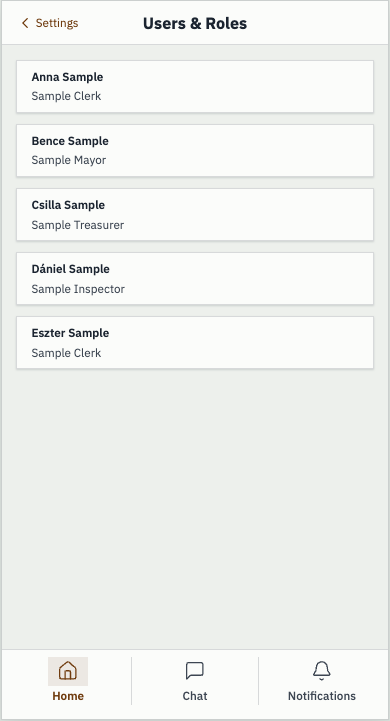 Settings
Users & Roles
Anna Sample
Sample Clerk
Bence Sample
Sample Mayor
Csilla Sample
Sample Treasurer
Dániel Sample
Sample Inspector
Eszter Sample
Sample Clerk
Home
Chat
Notifications